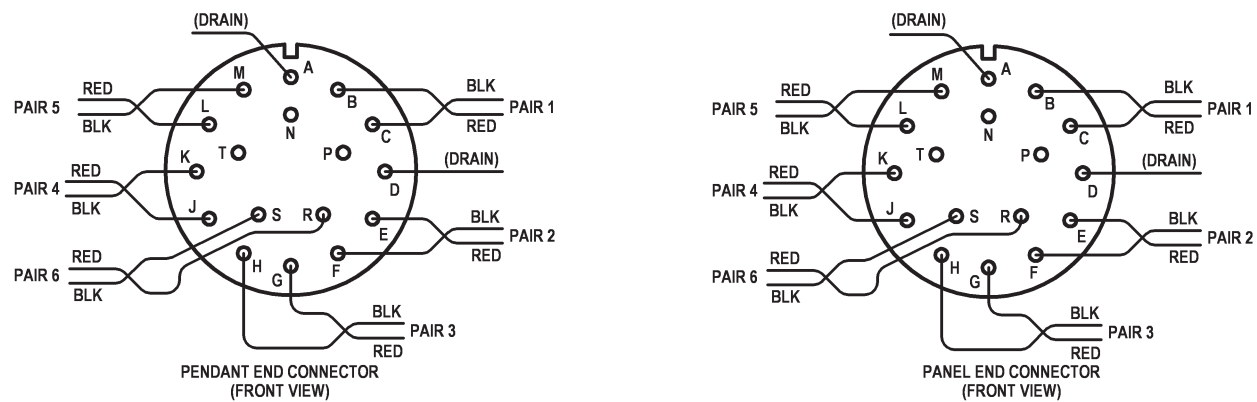 (DRAIN)
A
M
B
RED
BLK
PAIR 5
PAIR 1
L
BLK
RED
N
C
T
P
(DRAIN)
K
RED
PAIR 4
BLK
D
J
S
R
E
BLK
RED
PAIR 2
RED
PAIR 6
BLK
H
G
F
BLK
PAIR 3
RED
PENDANT END CONNECTOR
(FRONT VIEW)
(DRAIN)
A
M
B
RED
BLK
PAIR 5
PAIR 1
L
BLK
RED
N
C
T
P
(DRAIN)
K
RED
PAIR 4
BLK
D
J
S
R
E
BLK
RED
PAIR 2
RED
PAIR 6
BLK
H
G
F
BLK
PAIR 3
RED
PANEL END CONNECTOR
(FRONT VIEW)